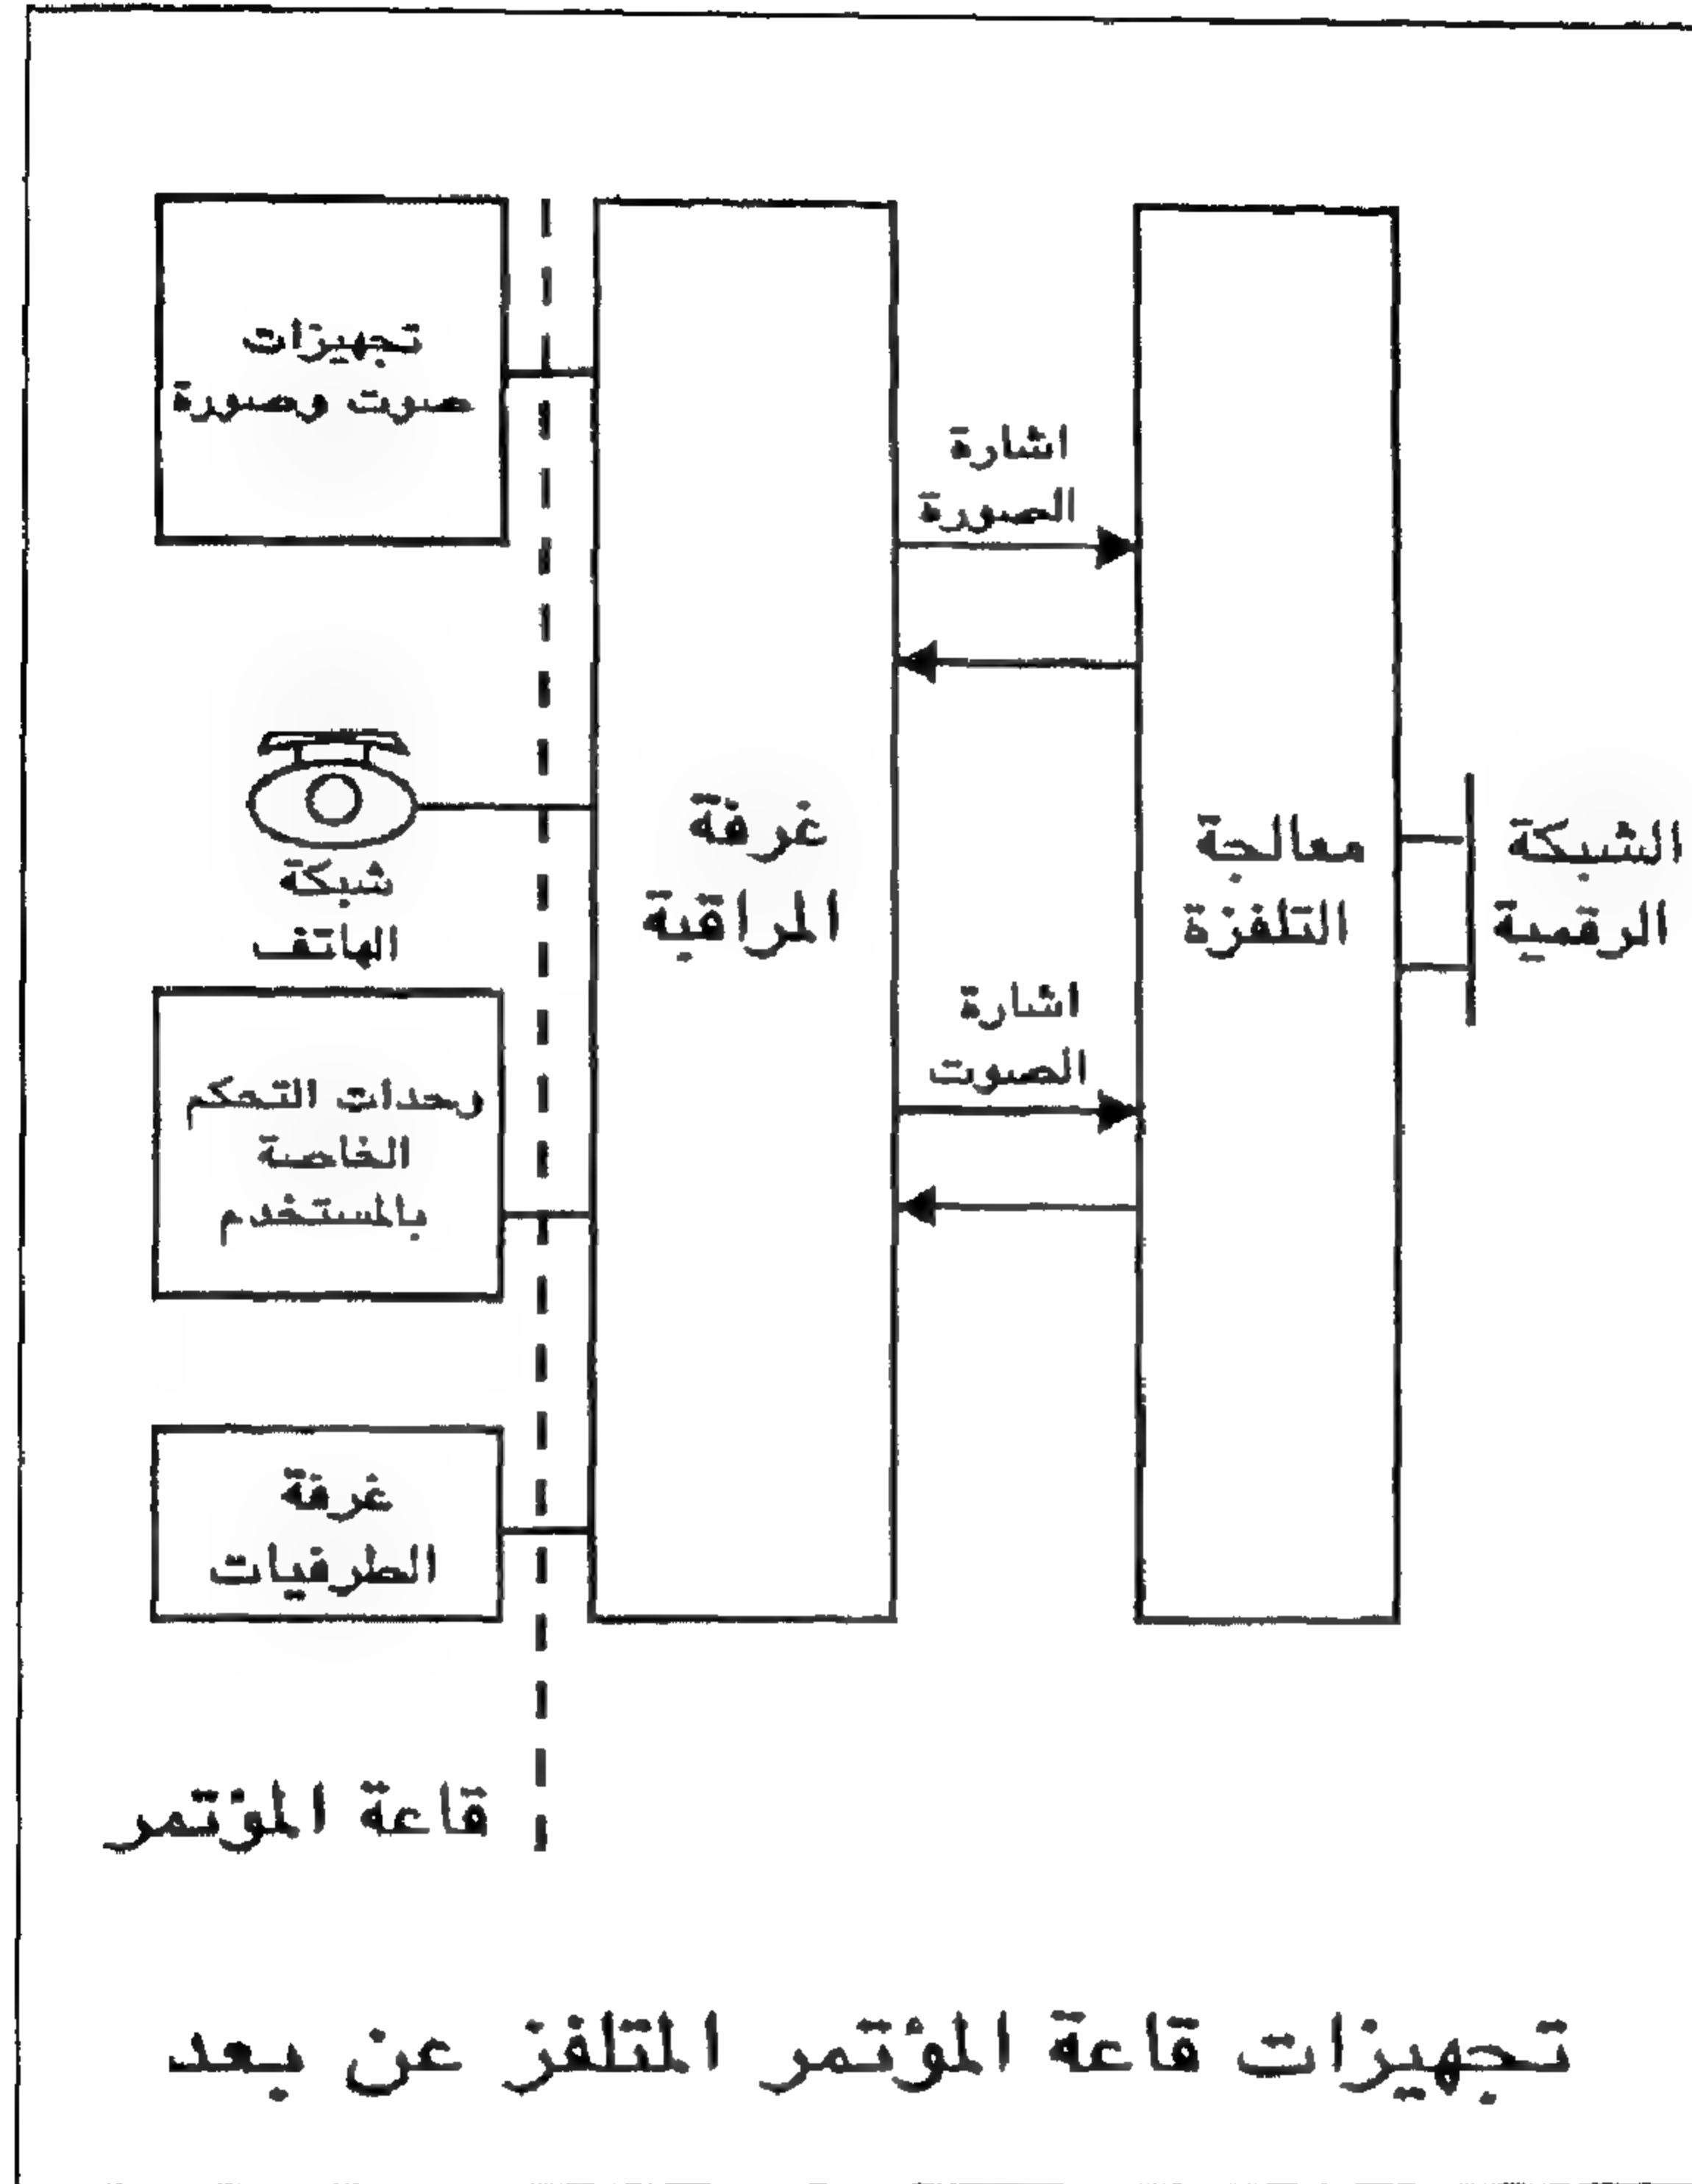 تجهيزات
صوت وصورة
اشارة
الصورة
شبكة
الهاتف
غرفة
المراقبة
معالجة
التلفزة
الشبكة
الرقمية
اشارة
الصوت
وحدات التحكم
الخاصة
بالمستخدم
غرفة
الطرفيات
قاعة المؤتمر
تجهيزات قاعة المؤتمر المتلفز عن بعد